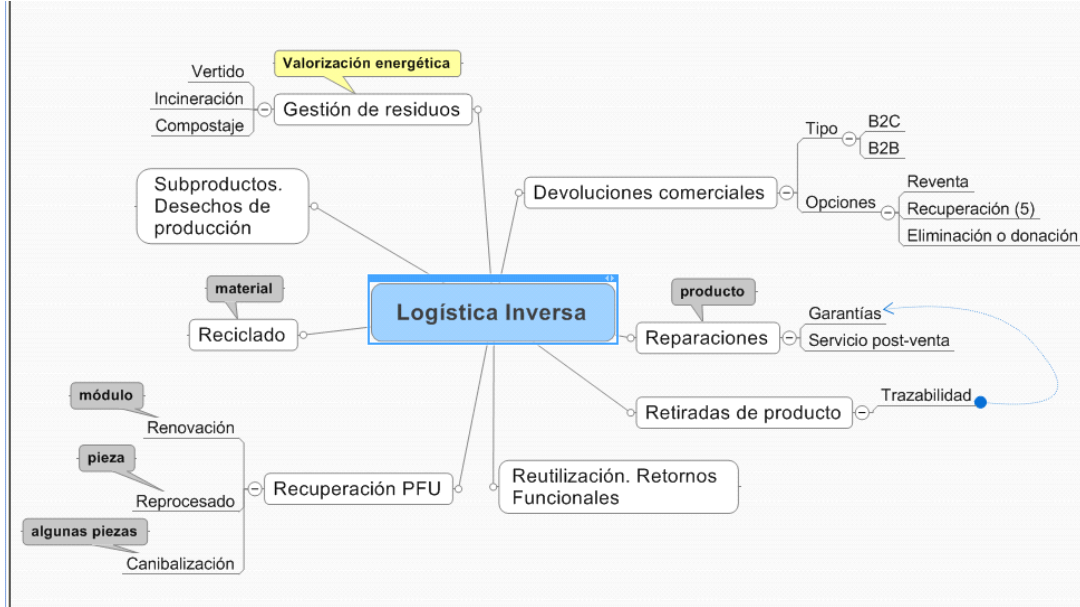 Valorización energética
Vertido
Incineración
Compostaje
Gestión de residuos
Subproductos.
Desechos de
producción
material
Reciclado
módulo
Renovación
pieza
Reprocesado
algunas piezas
Canibalización
Recuperación PFU
Logística Inversa
Devoluciones comerciales
Tipo
B2C
B2B
Opciones
Reventa
Recuperación (5)
Eliminación o donación
producto
Reparaciones
Garantías
Servicio post-venta
Retiradas de producto
Trazabilidad
Reutilización. Retornos
Funcionales